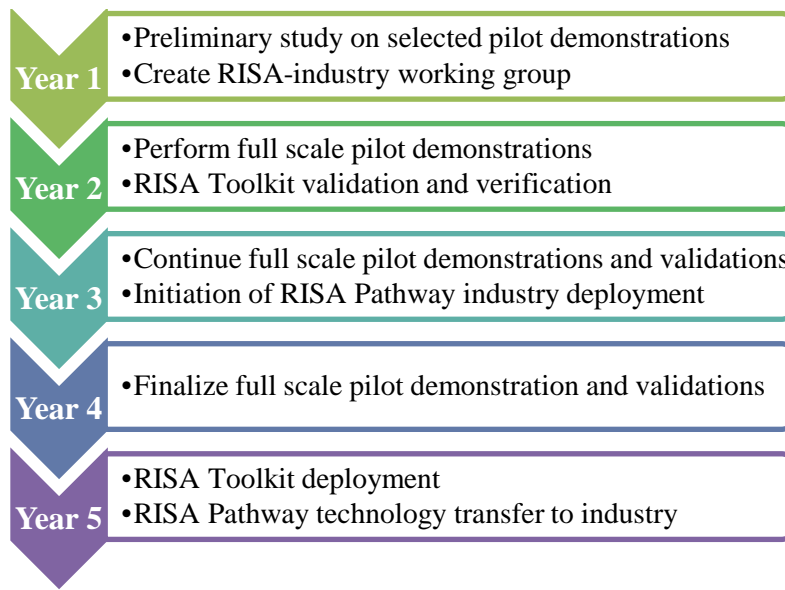 Year 1
•Preliminary study on selected pilot demonstrations
•Create RISA-industry working group
Year 2
•Perform full scale pilot demonstrations
•RISA Toolkit validation and verification
Year 3
•Continue full scale pilot demonstrations and validations
•Initiation of RISA Pathway industry deployment
Year 4
•Finalize full scale pilot demonstration and validations
Year 5
•RISA Toolkit deployment
•RISA Pathway technology transfer to industry